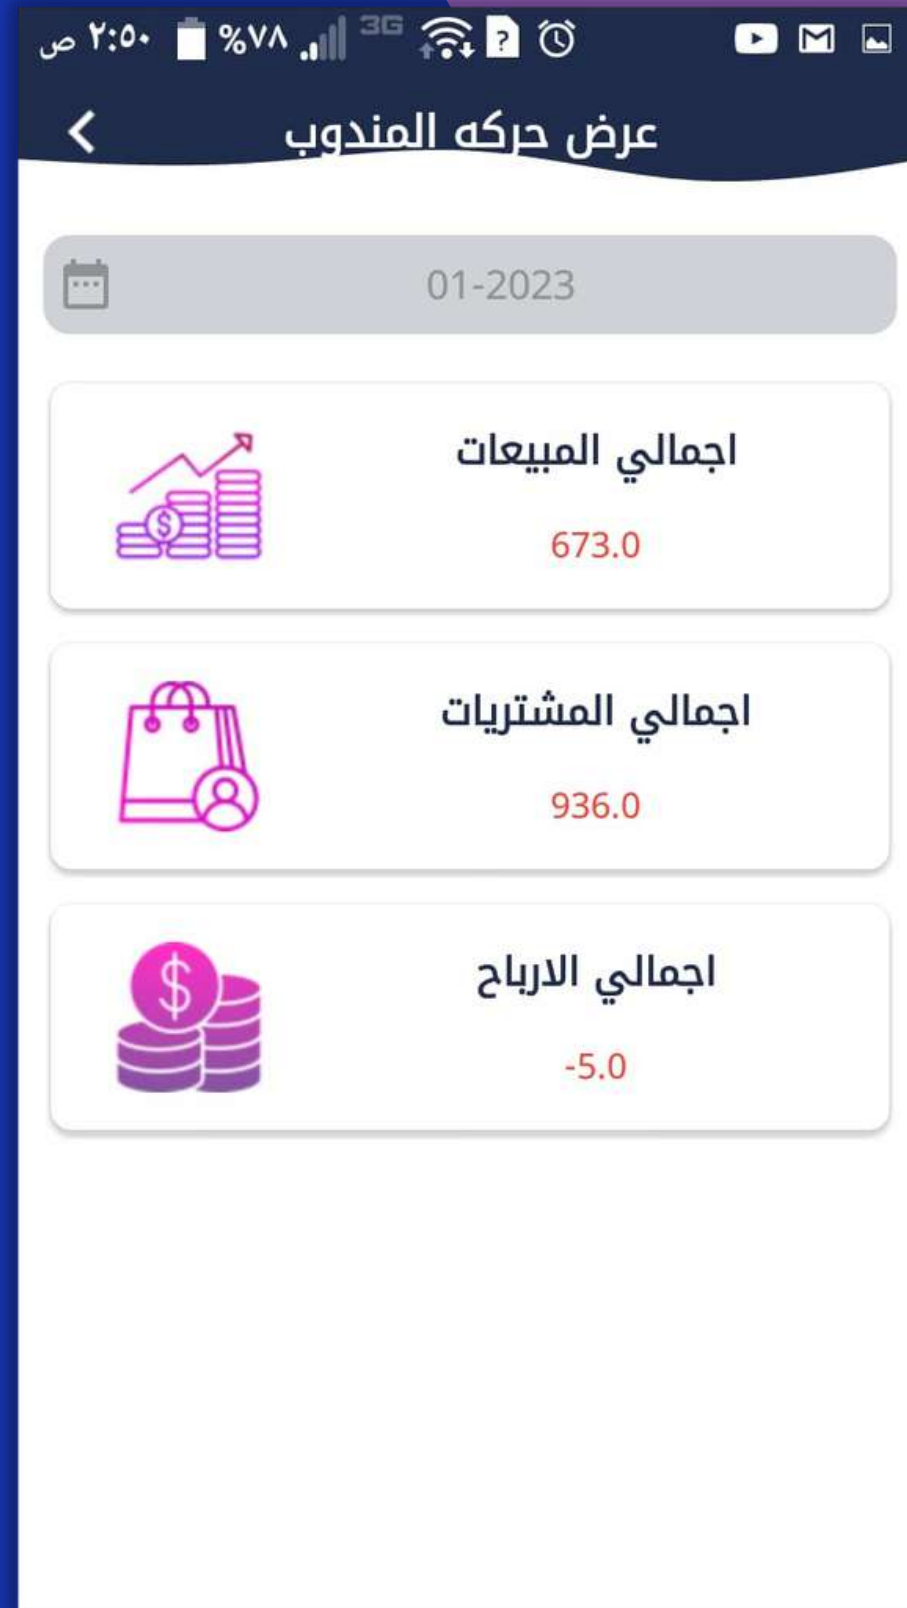 ٢:٥٠ ص ٧٨% 3G
عرض حركه المندوب
01-2023
اجمالي المبيعات
673.0
اجمالي المشتريات
936.0
اجمالي الارباح
-5.0